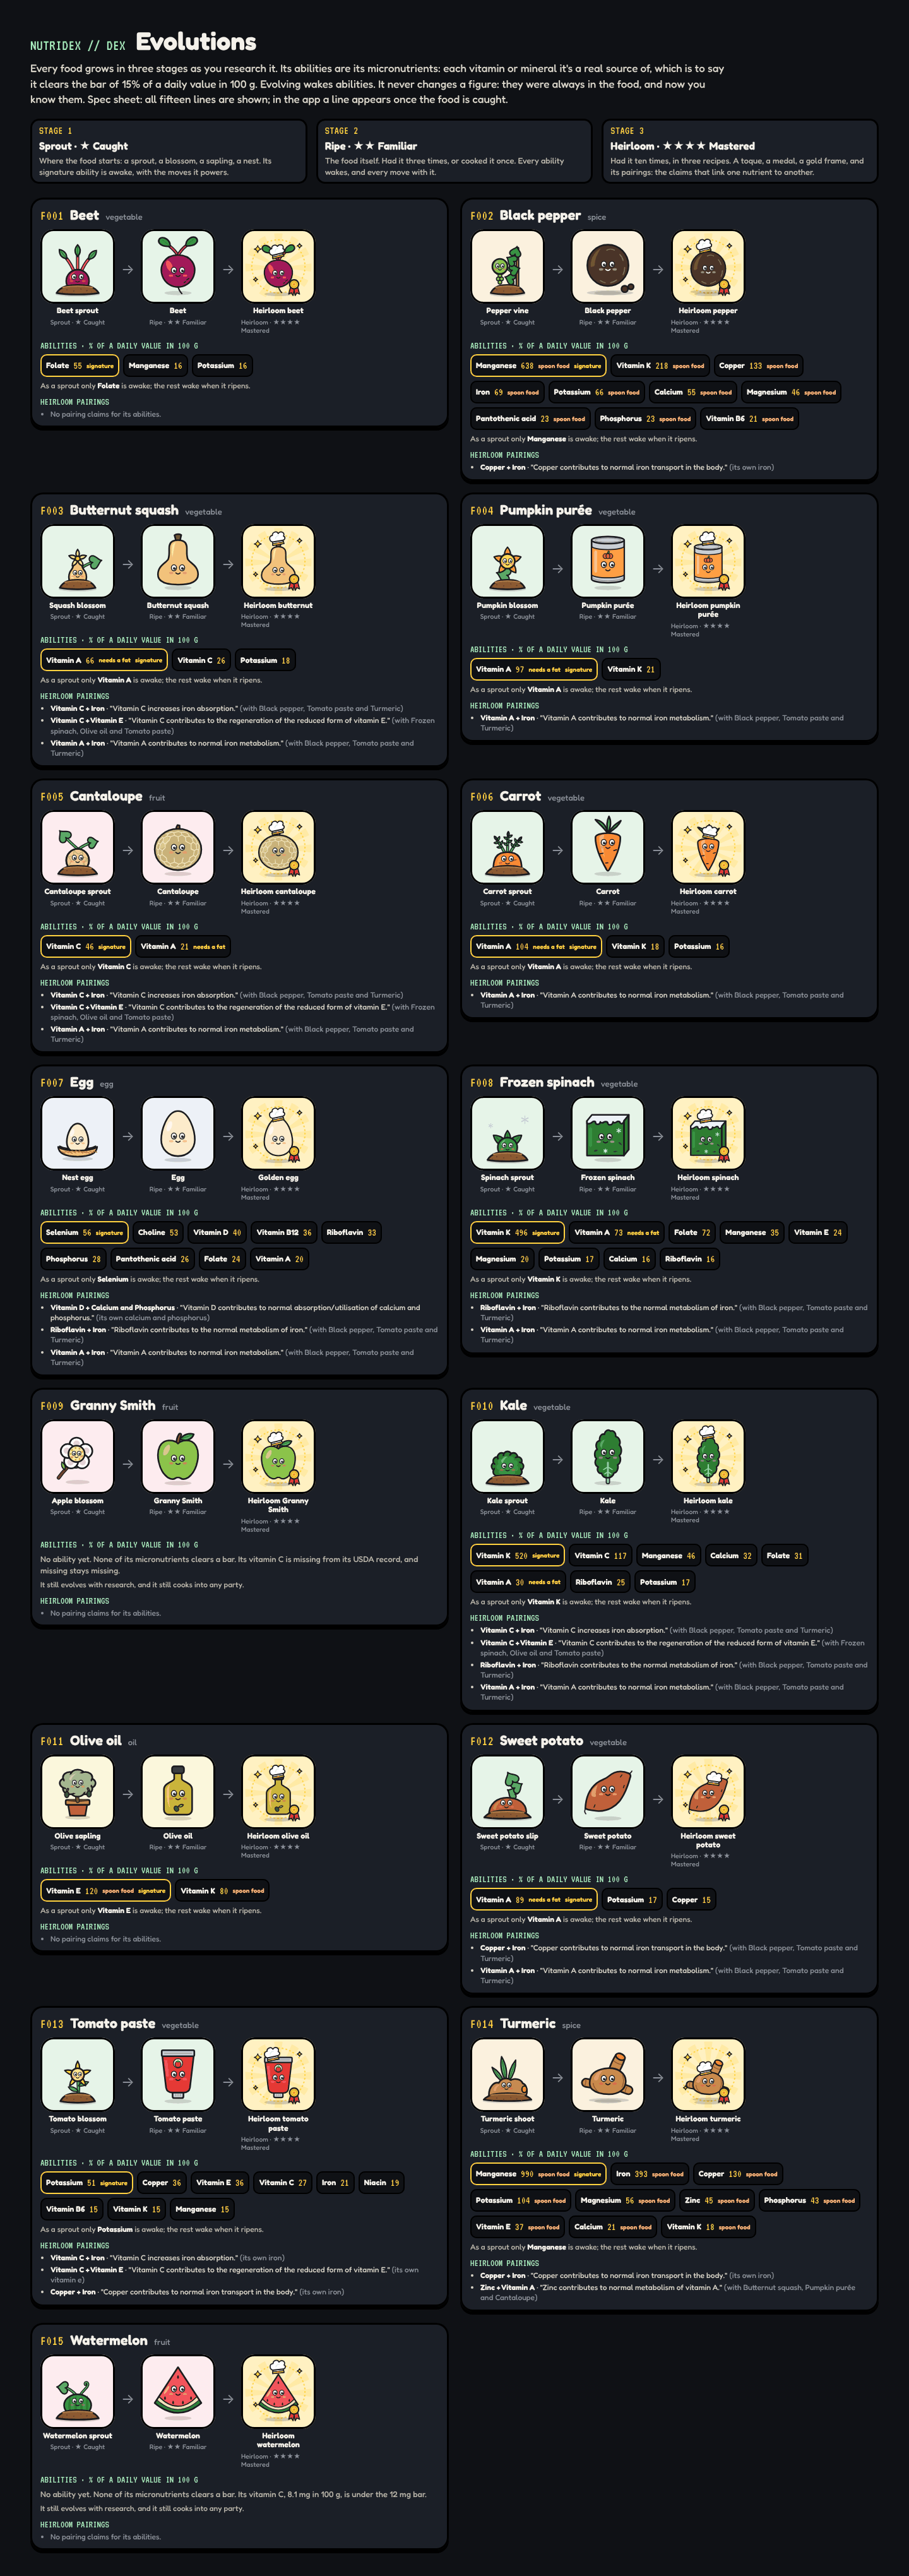 NUTRIDEX // DEX Evolutions
Every food grows in three stages as you research it. Its abilities are its micronutrients: each vitamin or mineral it's a real source of, which is to say
it clears the bar of 15% of a daily value in 100 g. Evolving wakes abilities. It never changes a figure: they were always in the food, and now you
know them. Spec sheet: all fifteen lines are shown; in the app a line appears once the food is caught.
STAGE 1
Sprout · ★ Caught
Where the food starts: a sprout, a blossom, a sapling, a nest. Its
signature ability is awake, with the moves it powers.
STAGE 2
Ripe · ★★ Familiar
The food itself. Had it three times, or cooked it once. Every ability
wakes, and every move with it.
STAGE 3
Heirloom · ★★★★ Mastered
Had it ten times, in three recipes. A toque, a medal, a gold frame, and
its pairings: the claims that link one nutrient to another.
F001 Beet vegetable
→ →
Beet sprout Beet Heirloom beet
Sprout · ★ Caught Ripe · ★★ Familiar Heirloom · ★★★★
Mastered
ABILITIES · % OF A DAILY VALUE IN 100 G
Folate 55 signature Manganese 16 Potassium 16
As a sprout only Folate is awake; the rest wake when it ripens.
HEIRLOOM PAIRINGS
• No pairing claims for its abilities.
F002 Black pepper spice
→ →
Pepper vine Black pepper Heirloom pepper
Sprout · ★ Caught Ripe · ★★ Familiar Heirloom · ★★★★
Mastered
ABILITIES · % OF A DAILY VALUE IN 100 G
Manganese 638 spoon food signature Vitamin K 218 spoon food Copper 133 spoon food
Iron 69 spoon food Potassium 66 spoon food Calcium 55 spoon food Magnesium 46 spoon food
Pantothenic acid 23 spoon food Phosphorus 23 spoon food Vitamin B6 21 spoon food
As a sprout only Manganese is awake; the rest wake when it ripens.
HEIRLOOM PAIRINGS
• Copper + Iron · "Copper contributes to normal iron transport in the body." (its own iron)
F003 Butternut squash vegetable
→ →
Squash blossom Butternut squash Heirloom butternut
Sprout · ★ Caught Ripe · ★★ Familiar Heirloom · ★★★★
Mastered
ABILITIES · % OF A DAILY VALUE IN 100 G
Vitamin A 66 needs a fat signature Vitamin C 26 Potassium 18
As a sprout only Vitamin A is awake; the rest wake when it ripens.
HEIRLOOM PAIRINGS
• Vitamin C + Iron · "Vitamin C increases iron absorption." (with Black pepper, Tomato paste and Turmeric)
• Vitamin C + Vitamin E · "Vitamin C contributes to the regeneration of the reduced form of vitamin E." (with Frozen
spinach, Olive oil and Tomato paste)
• Vitamin A + Iron · "Vitamin A contributes to normal iron metabolism." (with Black pepper, Tomato paste and
Turmeric)
F004 Pumpkin purée vegetable
→ →
Pumpkin blossom Pumpkin purée Heirloom pumpkin
purée
Sprout · ★ Caught Ripe · ★★ Familiar Heirloom · ★★★★
Mastered
ABILITIES · % OF A DAILY VALUE IN 100 G
Vitamin A 97 needs a fat signature Vitamin K 21
As a sprout only Vitamin A is awake; the rest wake when it ripens.
HEIRLOOM PAIRINGS
• Vitamin A + Iron · "Vitamin A contributes to normal iron metabolism." (with Black pepper, Tomato paste and
Turmeric)
F005 Cantaloupe fruit
→ →
Cantaloupe sprout Cantaloupe Heirloom cantaloupe
Sprout · ★ Caught Ripe · ★★ Familiar Heirloom · ★★★★
Mastered
ABILITIES · % OF A DAILY VALUE IN 100 G
Vitamin C 46 signature Vitamin A 21 needs a fat
As a sprout only Vitamin C is awake; the rest wake when it ripens.
HEIRLOOM PAIRINGS
• Vitamin C + Iron · "Vitamin C increases iron absorption." (with Black pepper, Tomato paste and Turmeric)
• Vitamin C + Vitamin E · "Vitamin C contributes to the regeneration of the reduced form of vitamin E." (with Frozen
spinach, Olive oil and Tomato paste)
• Vitamin A + Iron · "Vitamin A contributes to normal iron metabolism." (with Black pepper, Tomato paste and
Turmeric)
F006 Carrot vegetable
→ →
Carrot sprout Carrot Heirloom carrot
Sprout · ★ Caught Ripe · ★★ Familiar Heirloom · ★★★★
Mastered
ABILITIES · % OF A DAILY VALUE IN 100 G
Vitamin A 104 needs a fat signature Vitamin K 18 Potassium 16
As a sprout only Vitamin A is awake; the rest wake when it ripens.
HEIRLOOM PAIRINGS
• Vitamin A + Iron · "Vitamin A contributes to normal iron metabolism." (with Black pepper, Tomato paste and
Turmeric)
F007 Egg egg
→ →
Nest egg Egg Golden egg
Sprout · ★ Caught Ripe · ★★ Familiar Heirloom · ★★★★
Mastered
ABILITIES · % OF A DAILY VALUE IN 100 G
Selenium 56 signature Choline 53 Vitamin D 40 Vitamin B12 36 Riboflavin 33
Phosphorus 28 Pantothenic acid 26 Folate 24 Vitamin A 20
As a sprout only Selenium is awake; the rest wake when it ripens.
HEIRLOOM PAIRINGS
• Vitamin D + Calcium and Phosphorus · "Vitamin D contributes to normal absorption/utilisation of calcium and
phosphorus." (its own calcium and phosphorus)
• Riboflavin + Iron · "Riboflavin contributes to the normal metabolism of iron." (with Black pepper, Tomato paste and
Turmeric)
• Vitamin A + Iron · "Vitamin A contributes to normal iron metabolism." (with Black pepper, Tomato paste and
Turmeric)
F008 Frozen spinach vegetable
→ →
Spinach sprout Frozen spinach Heirloom spinach
Sprout · ★ Caught Ripe · ★★ Familiar Heirloom · ★★★★
Mastered
ABILITIES · % OF A DAILY VALUE IN 100 G
Vitamin K 496 signature Vitamin A 73 needs a fat Folate 72 Manganese 35 Vitamin E 24
Magnesium 20 Potassium 17 Calcium 16 Riboflavin 16
As a sprout only Vitamin K is awake; the rest wake when it ripens.
HEIRLOOM PAIRINGS
• Riboflavin + Iron · "Riboflavin contributes to the normal metabolism of iron." (with Black pepper, Tomato paste and
Turmeric)
• Vitamin A + Iron · "Vitamin A contributes to normal iron metabolism." (with Black pepper, Tomato paste and
Turmeric)
F009 Granny Smith fruit
→ →
Apple blossom Granny Smith Heirloom Granny
Smith
Sprout · ★ Caught Ripe · ★★ Familiar Heirloom · ★★★★
Mastered
ABILITIES · % OF A DAILY VALUE IN 100 G
No ability yet. None of its micronutrients clears a bar. Its vitamin C is missing from its USDA record, and
missing stays missing.
It still evolves with research, and it still cooks into any party.
HEIRLOOM PAIRINGS
• No pairing claims for its abilities.
F010 Kale vegetable
→ →
Kale sprout Kale Heirloom kale
Sprout · ★ Caught Ripe · ★★ Familiar Heirloom · ★★★★
Mastered
ABILITIES · % OF A DAILY VALUE IN 100 G
Vitamin K 520 signature Vitamin C 117 Manganese 46 Calcium 32 Folate 31
Vitamin A 30 needs a fat Riboflavin 25 Potassium 17
As a sprout only Vitamin K is awake; the rest wake when it ripens.
HEIRLOOM PAIRINGS
• Vitamin C + Iron · "Vitamin C increases iron absorption." (with Black pepper, Tomato paste and Turmeric)
• Vitamin C + Vitamin E · "Vitamin C contributes to the regeneration of the reduced form of vitamin E." (with Frozen
spinach, Olive oil and Tomato paste)
• Riboflavin + Iron · "Riboflavin contributes to the normal metabolism of iron." (with Black pepper, Tomato paste and
Turmeric)
• Vitamin A + Iron · "Vitamin A contributes to normal iron metabolism." (with Black pepper, Tomato paste and
Turmeric)
F011 Olive oil oil
→ →
Olive sapling Olive oil Heirloom olive oil
Sprout · ★ Caught Ripe · ★★ Familiar Heirloom · ★★★★
Mastered
ABILITIES · % OF A DAILY VALUE IN 100 G
Vitamin E 120 spoon food signature Vitamin K 80 spoon food
As a sprout only Vitamin E is awake; the rest wake when it ripens.
HEIRLOOM PAIRINGS
• No pairing claims for its abilities.
F012 Sweet potato vegetable
→ →
Sweet potato slip Sweet potato Heirloom sweet
potato
Sprout · ★ Caught Ripe · ★★ Familiar Heirloom · ★★★★
Mastered
ABILITIES · % OF A DAILY VALUE IN 100 G
Vitamin A 89 needs a fat signature Potassium 17 Copper 15
As a sprout only Vitamin A is awake; the rest wake when it ripens.
HEIRLOOM PAIRINGS
• Copper + Iron · "Copper contributes to normal iron transport in the body." (with Black pepper, Tomato paste and
Turmeric)
• Vitamin A + Iron · "Vitamin A contributes to normal iron metabolism." (with Black pepper, Tomato paste and
Turmeric)
F013 Tomato paste vegetable
→ →
Tomato blossom Tomato paste Heirloom tomato
paste
Sprout · ★ Caught Ripe · ★★ Familiar Heirloom · ★★★★
Mastered
ABILITIES · % OF A DAILY VALUE IN 100 G
Potassium 51 signature Copper 36 Vitamin E 36 Vitamin C 27 Iron 21 Niacin 19
Vitamin B6 15 Vitamin K 15 Manganese 15
As a sprout only Potassium is awake; the rest wake when it ripens.
HEIRLOOM PAIRINGS
• Vitamin C + Iron · "Vitamin C increases iron absorption." (its own iron)
• Vitamin C + Vitamin E · "Vitamin C contributes to the regeneration of the reduced form of vitamin E." (its own
vitamin e)
• Copper + Iron · "Copper contributes to normal iron transport in the body." (its own iron)
F014 Turmeric spice
→ →
Turmeric shoot Turmeric Heirloom turmeric
Sprout · ★ Caught Ripe · ★★ Familiar Heirloom · ★★★★
Mastered
ABILITIES · % OF A DAILY VALUE IN 100 G
Manganese 990 spoon food signature Iron 393 spoon food Copper 130 spoon food
Potassium 104 spoon food Magnesium 56 spoon food Zinc 45 spoon food Phosphorus 43 spoon food
Vitamin E 37 spoon food Calcium 21 spoon food Vitamin K 18 spoon food
As a sprout only Manganese is awake; the rest wake when it ripens.
HEIRLOOM PAIRINGS
• Copper + Iron · "Copper contributes to normal iron transport in the body." (its own iron)
• Zinc + Vitamin A · "Zinc contributes to normal metabolism of vitamin A." (with Butternut squash, Pumpkin purée
and Cantaloupe)
F015 Watermelon fruit
→ →
Watermelon sprout Watermelon Heirloom
watermelon
Sprout · ★ Caught Ripe · ★★ Familiar Heirloom · ★★★★
Mastered
ABILITIES · % OF A DAILY VALUE IN 100 G
No ability yet. None of its micronutrients clears a bar. Its vitamin C, 8.1 mg in 100 g, is under the 12 mg bar.
It still evolves with research, and it still cooks into any party.
HEIRLOOM PAIRINGS
• No pairing claims for its abilities.